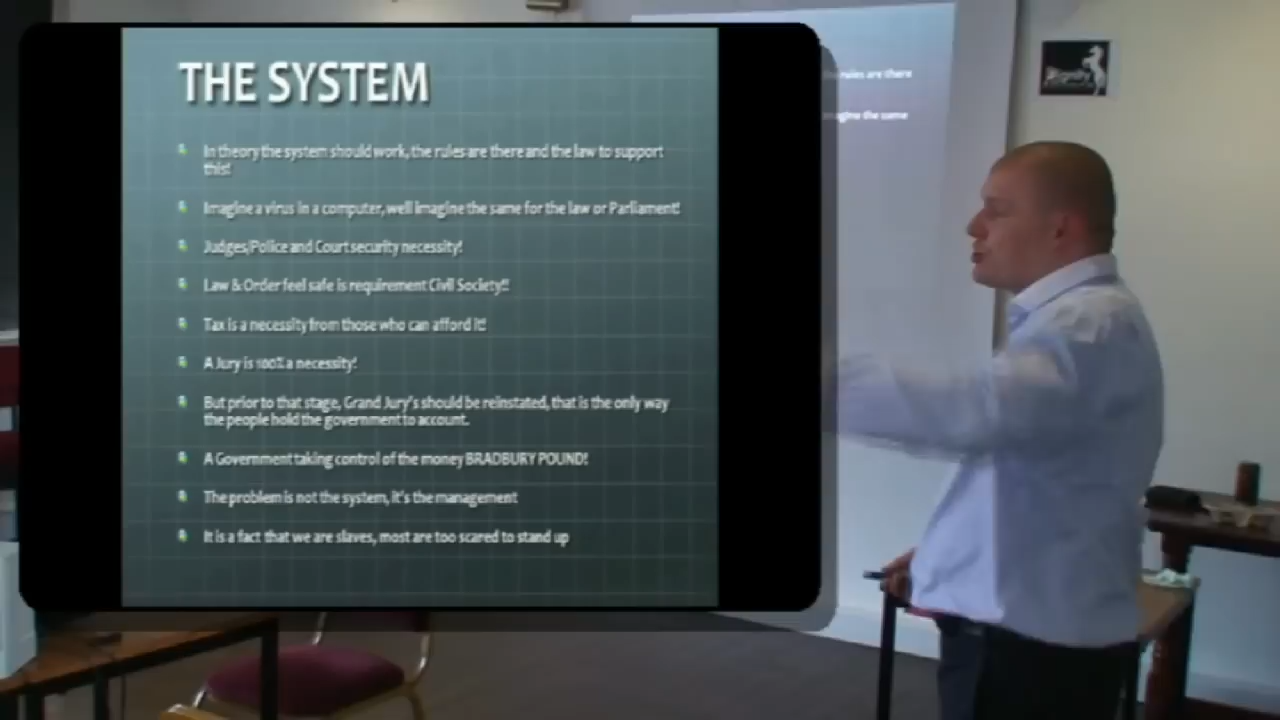 THE SYSTEM
In theory the system should work, the rules are there and the law to support
this!
Imagine a virus in a computer, well imagine the same for the law or Parliament!
Judges/Police and Court security necessity!
Law & Order feel safe is requirement Civil Society!!
Tax is a necessity from those who can afford it!
A Jury is 100% a necessity!
But prior to that stage, Grand Jury's should be reinstated, that is the only way
the people hold the government to account.
A Government taking control of the money BRADBURY POUND!
The problem is not the system, it's the management
It is a fact that we are slaves, most are too scared to stand up
rules are there
imagine the same